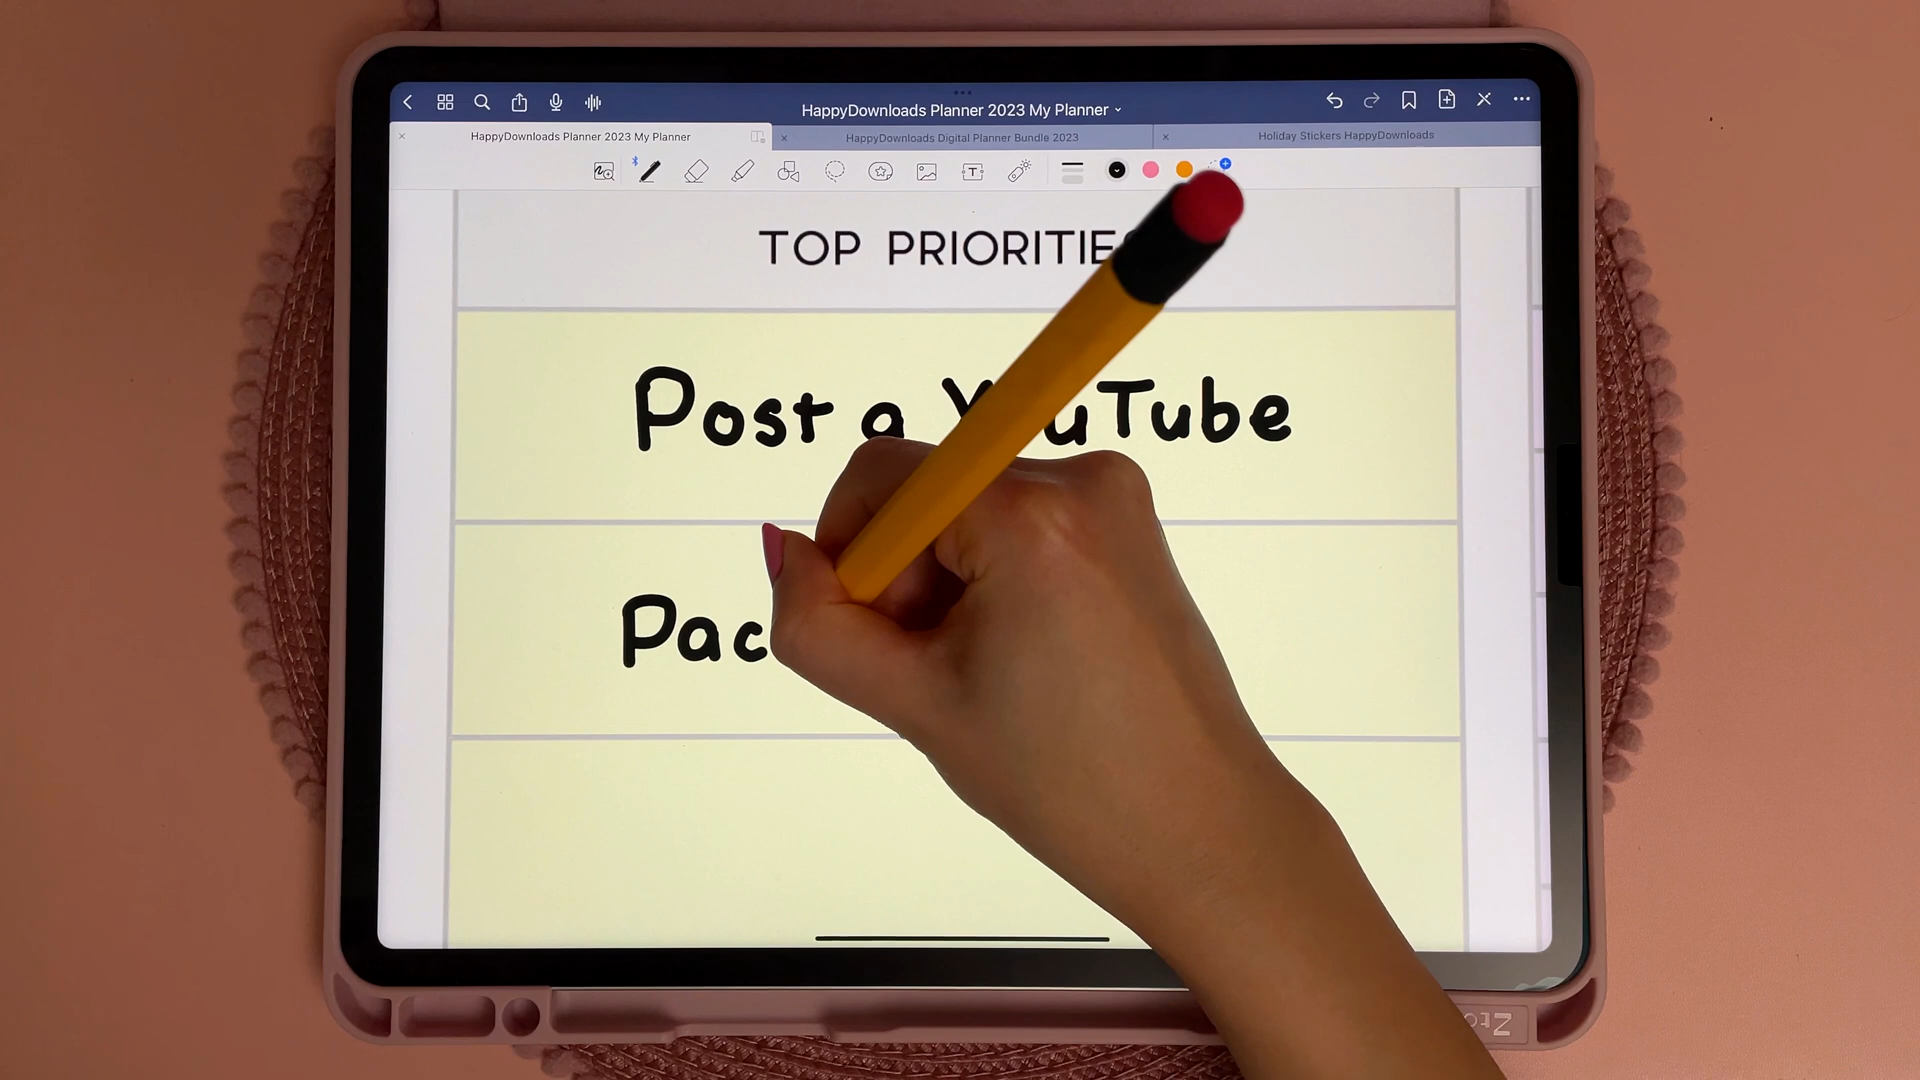 HappyDownloads Planner 2023 My Planner
HappyDownloads Planner 2023 My Planner
HappyDownloads Digital Planner Bundle 2023
Holiday Stickers HappyDownloads
T
TOP PRIORITIE
Post a YouTube
Pac